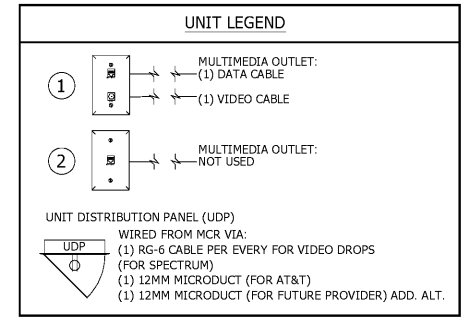 UNIT LEGEND
1
MULTIMEDIA OUTLET:
(1) DATA CABLE
(1) VIDEO CABLE
2
MULTIMEDIA OUTLET:
NOT USED
UNIT DISTRIBUTION PANEL (UDP)
UDP
WIRED FROM MCR VIA:
(1) RG-6 CABLE PER EVERY FOR VIDEO DROPS
(FOR SPECTRUM)
(1) 12MM MICRODUCT (FOR AT&T)
(1) 12MM MICRODUCT (FOR FUTURE PROVIDER) ADD. ALT.